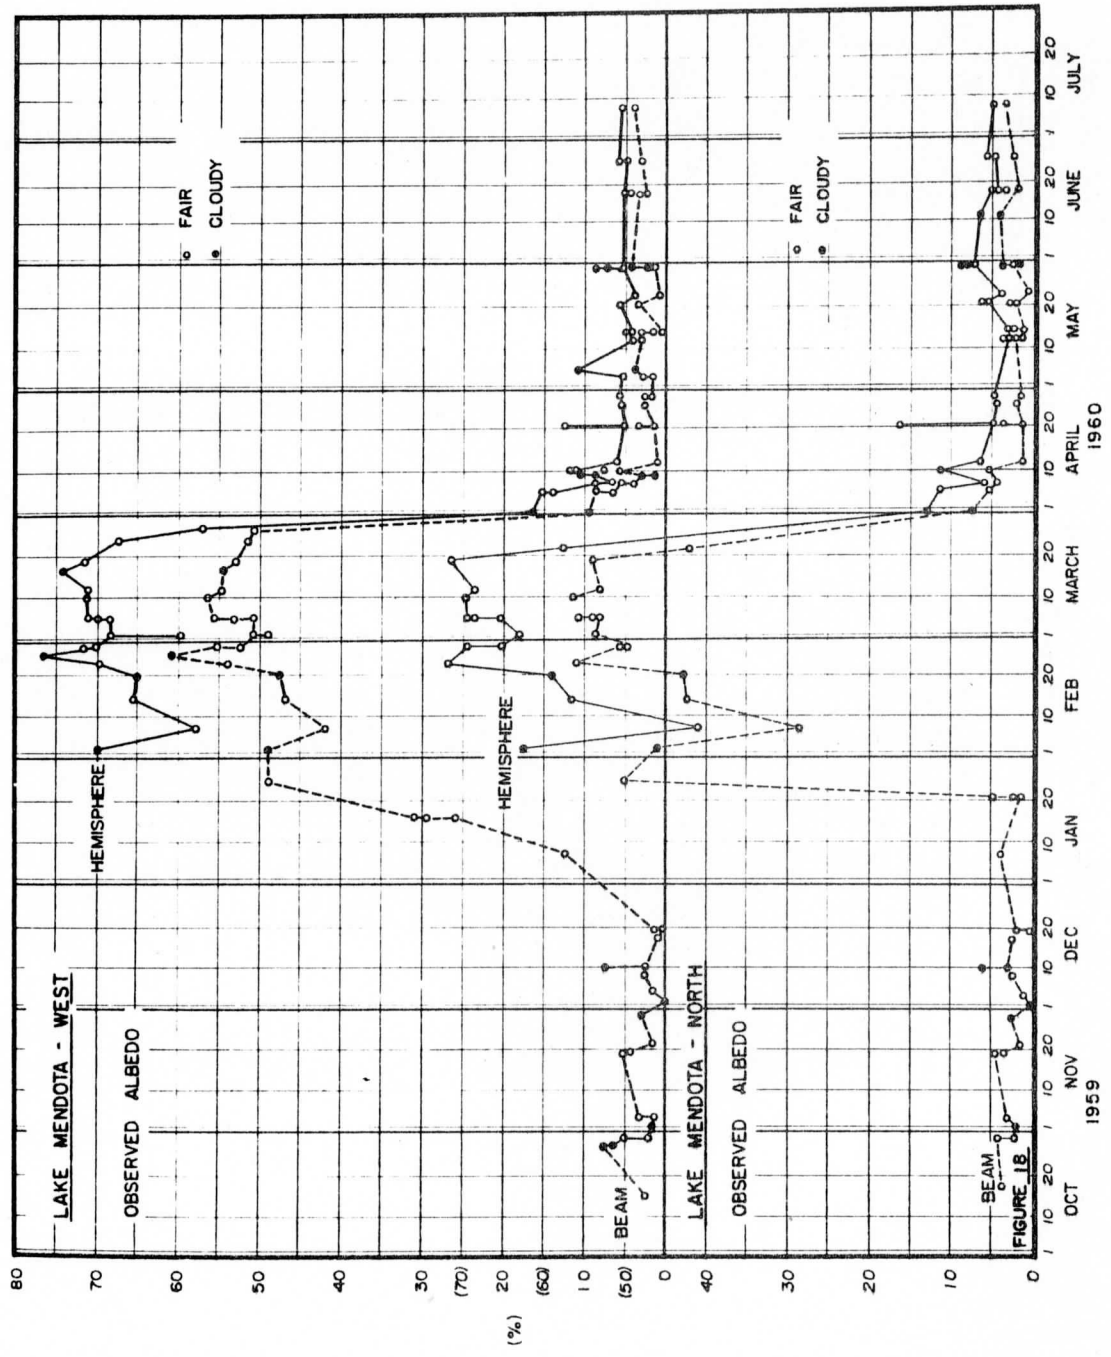 LAKE MENDOTA - WEST
OBSERVED ALBEDO
HEMISPHERE
FAIR
CLOUDY
BEAM
LAKE MENDOTA - NORTH
OBSERVED ALBEDO
HEMISPHERE
FAIR
CLOUDY
BEAM
FIGURE 18
(%)
80
70
60
50
40
30
20
(70)
(60)
10
(50)
0
40
30
20
10
0
1 10 20 1 10 20 1 10 20 1 10 20 1 10 20 1 10 20 1 10 20 1 10 20 1 10 20 1 10 20
OCT NOV DEC JAN FEB MARCH APRIL MAY JUNE JULY
1959 1960